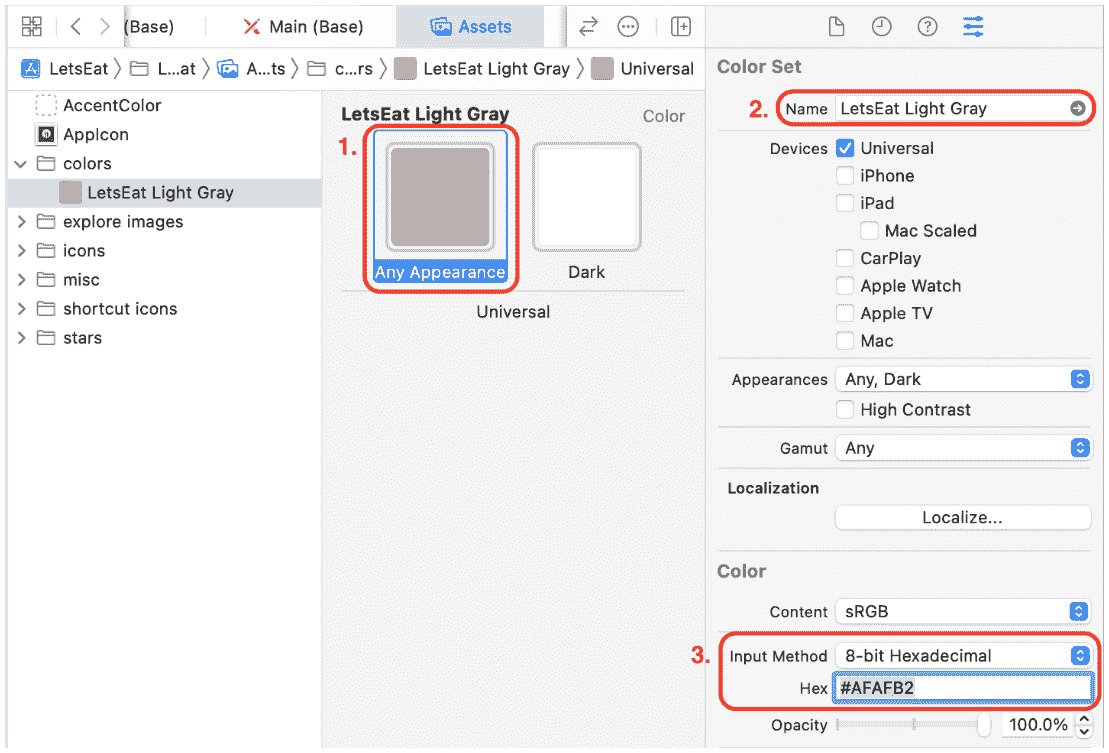 (Base)
Main (Base)
Assets
LetsEat
L...at
A...ts
c...rs
LetsEat Light Gray
Universal
AccentColor
AppIcon
colors
LetsEat Light Gray
explore images
icons
misc
shortcut icons
stars
LetsEat Light Gray
Color
1.
Any Appearance
Dark
Universal
Color Set
2.
Name LetsEat Light Gray
Devices Universal
iPhone
iPad
Mac Scaled
CarPlay
Apple Watch
Apple TV
Mac
Appearances Any, Dark
High Contrast
Gamut Any
Localization
Localize...
Color
Content sRGB
3.
Input Method 8-bit Hexadecimal
Hex #AFAFB2
Opacity 100.0%